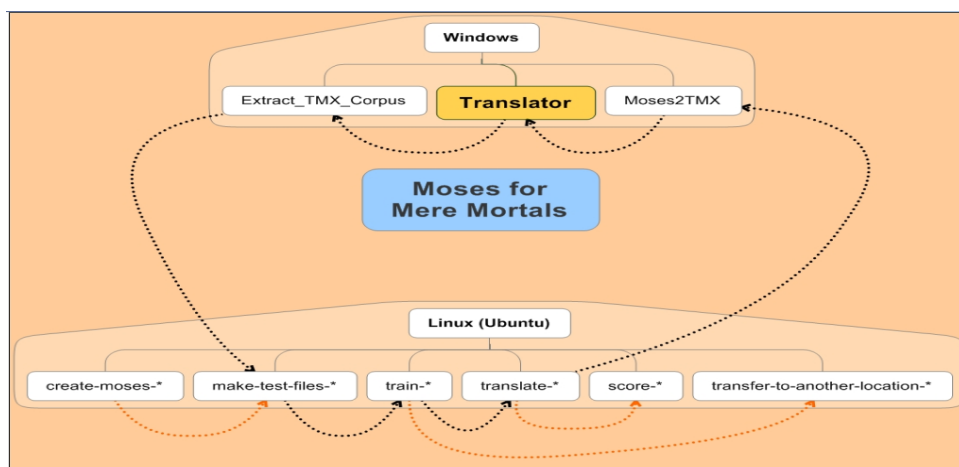 Windows
Extract_TMX_Corpus
Translator
Moses2TMX
Moses for
Mere Mortals
Linux (Ubuntu)
create-moses-*
make-test-files-*
train-*
translate-*
score-*
transfer-to-another-location-*